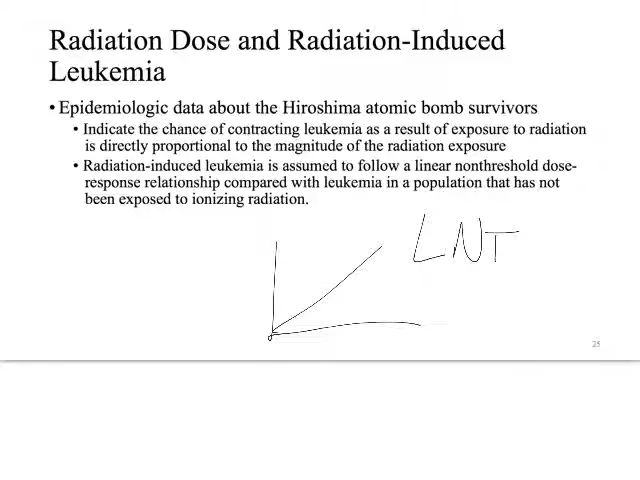 Radiation Dose and Radiation-Induced
Leukemia
• Epidemiologic data about the Hiroshima atomic bomb survivors
• Indicate the chance of contracting leukemia as a result of exposure to radiation
is directly proportional to the magnitude of the radiation exposure
• Radiation-induced leukemia is assumed to follow a linear nonthreshold dose-
response relationship compared with leukemia in a population that has not
been exposed to ionizing radiation.
LNT
0
25